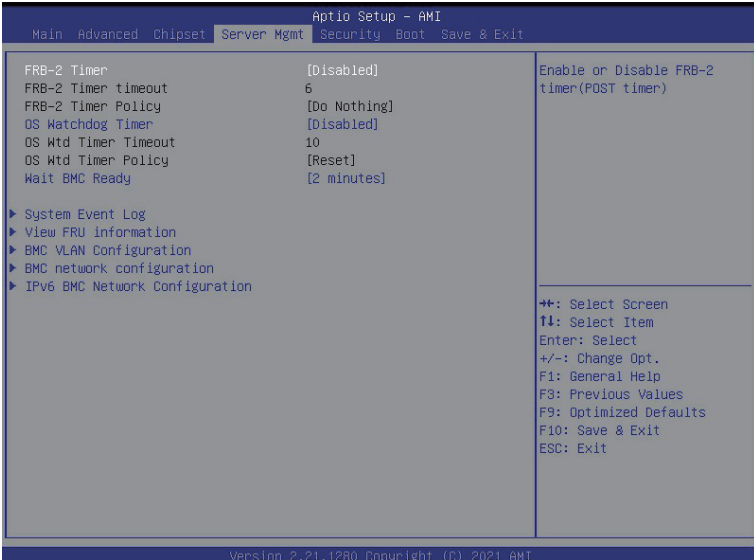 Aptio Setup – AMI
Main Advanced Chipset Server Mgmt Security Boot Save & Exit
FRB-2 Timer [Disabled]
FRB-2 Timer timeout 6
FRB-2 Timer Policy [Do Nothing]
OS Watchdog Timer [Disabled]
OS Wtd Timer Timeout 10
OS Wtd Timer Policy [Reset]
Wait BMC Ready [2 minutes]
▶ System Event Log
▶ View FRU information
▶ BMC VLAN Configuration
▶ BMC network configuration
▶ IPv6 BMC Network Configuration
Enable or Disable FRB-2
timer(POST timer)
→←: Select Screen
↑↓: Select Item
Enter: Select
+/-: Change Opt.
F1: General Help
F3: Previous Values
F9: Optimized Defaults
F10: Save & Exit
ESC: Exit
Version 2.21.1280 Copyright (C) 2021 AMI